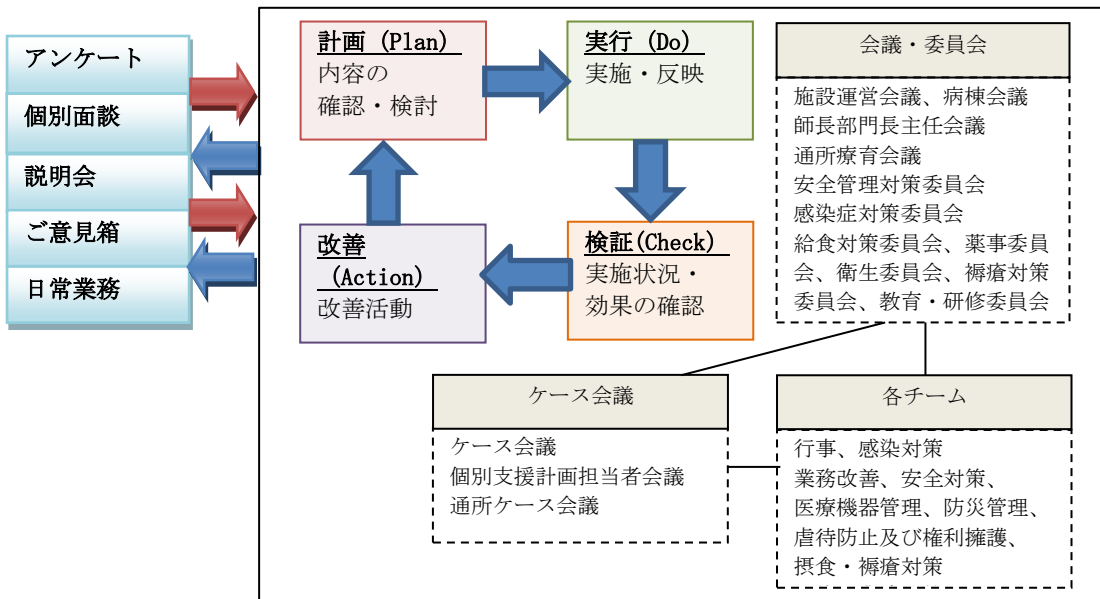 アンケート
個別面談
説明会
ご意見箱
日常業務
計画 (Plan)
内容の
確認・検討
実行 (Do)
実施・反映
改善
(Action)
改善活動
検証(Check)
実施状況・
効果の確認
会議・委員会
施設運営会議、病棟会議
師長部門長主任会議
通所療育会議
安全管理対策委員会
感染症対策委員会
給食対策委員会、薬事委員
会、衛生委員会、褥瘡対策
委員会、教育・研修委員会
ケース会議
ケース会議
個別支援計画担当者会議
通所ケース会議
各チーム
行事、感染対策
業務改善、安全対策、
医療機器管理、防災管理、
虐待防止及び権利擁護、
摂食・褥瘡対策